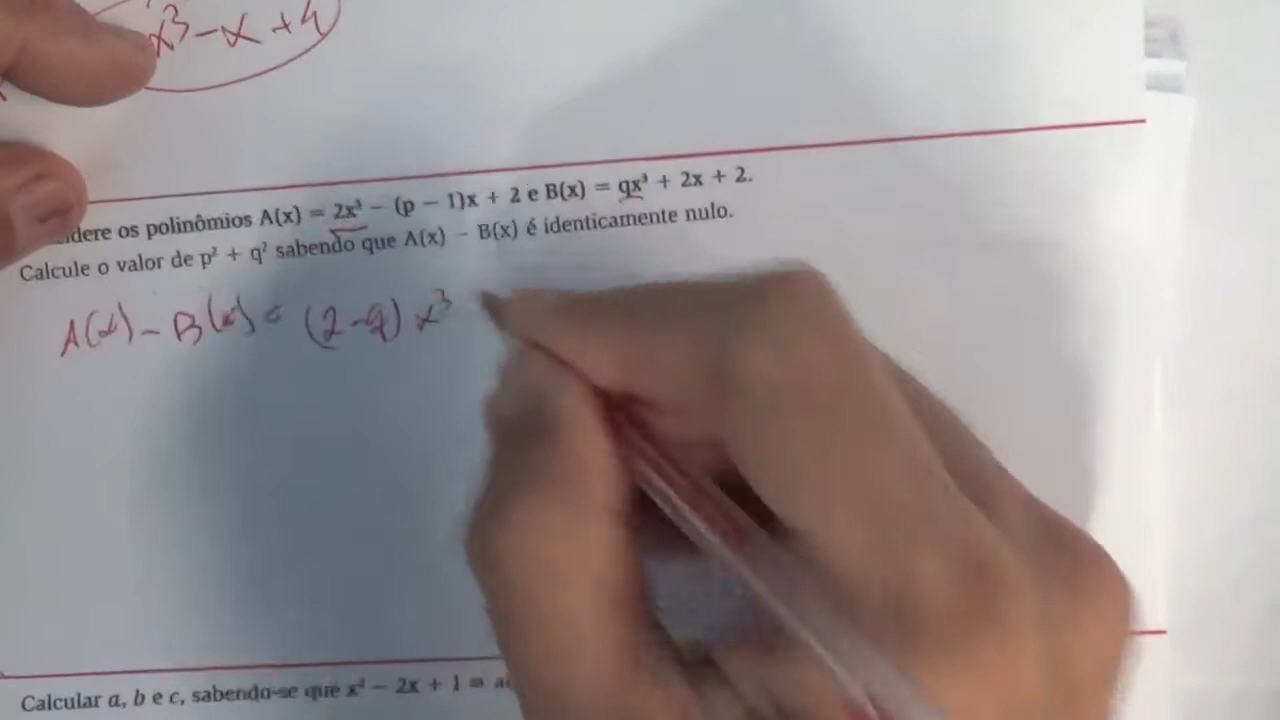 x³ - x + 4
idere os polinômios A(x) = 2x³ − (p − 1)x + 2 e B(x) = qx³ + 2x + 2.
Calcule o valor de p² + q² sabendo que A(x) − B(x) é identicamente nulo.
A(x) - B(x) = (2-q) x³
Calcular a, b e c, sabendo-se que x² − 2x + 1 ≡